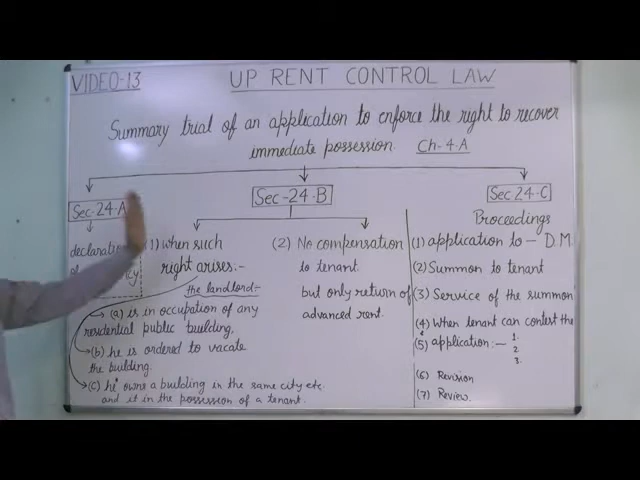 VIDEO-13
UP RENT CONTROL LAW
Summary trial of an application to enforce the right to recover
immediate possession. Ch-4-A
Sec-24-A
declaration
Sec-24-B
(1) when such
right arises:-
the landlord:-
(a) is in occupation of any
residential public building.
(b) he is ordered to vacate
the building.
(c) he owns a building in the same city etc.
and it in the possession of a tenant.
(2) No compensation
to tenant.
but only return of
advanced rent.
Sec 24-C
Proceedings
(1) application to - D.M.
(2) Summon to tenant
(3) Service of the summon
(4) When tenant can contest the
(5) application:- 1.
2.
3.
(6) Revision
(7) Review.